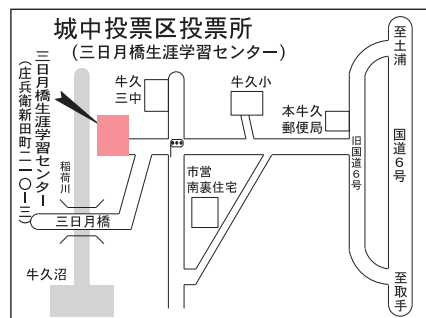 城中投票区投票所
(三日月橋生涯学習センター)
三日月橋生涯学習センター
(庄兵衛新田町二一〇-三)
牛久
三中
牛久小
本牛久
郵便局
至土浦
国道6号
旧国道6号
至取手
稲荷川
三日月橋
市営
南裏住宅
牛久沼